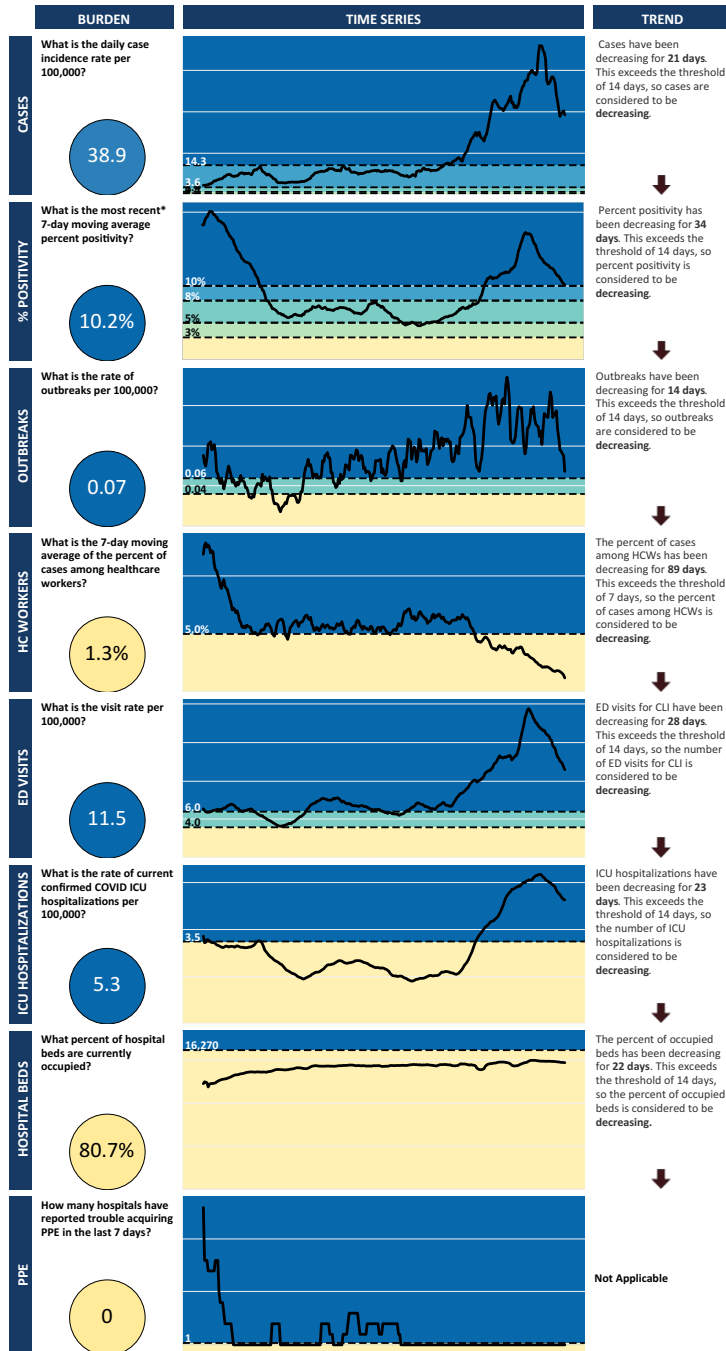 BURDEN
TIME SERIES
TREND
CASES
What is the daily case
incidence rate per
100,000?
38.9
14.3
3.6
Cases have been
decreasing for 21 days.
This exceeds the threshold
of 14 days, so cases are
considered to be
decreasing.
% POSITIVITY
What is the most recent*
7-day moving average
percent positivity?
10.2%
10%
8%
5%
3%
Percent positivity has
been decreasing for 34
days. This exceeds the
threshold of 14 days, so
percent positivity is
considered to be
decreasing.
OUTBREAKS
What is the rate of
outbreaks per 100,000?
0.07
0.06
0.04
Outbreaks have been
decreasing for 14 days.
This exceeds the threshold
of 14 days, so outbreaks
are considered to be
decreasing.
HC WORKERS
What is the 7-day moving
average of the percent of
cases among healthcare
workers?
1.3%
5.0%
The percent of cases
among HCWs has been
decreasing for 89 days.
This exceeds the threshold
of 7 days, so the percent
of cases among HCWs is
considered to be
decreasing.
ED VISITS
What is the visit rate per
100,000?
11.5
6.0
4.0
ED visits for CLI have been
decreasing for 28 days.
This exceeds the threshold
of 14 days, so the number
of ED visits for CLI is
considered to be
decreasing.
ICU HOSPITALIZATIONS
What is the rate of current
confirmed COVID ICU
hospitalizations per
100,000?
5.3
3.5
ICU hospitalizations have
been decreasing for 23
days. This exceeds the
threshold of 14 days, so
the number of ICU
hospitalizations is
considered to be
decreasing.
HOSPITAL BEDS
What percent of hospital
beds are currently
occupied?
80.7%
16,270
The percent of occupied
beds has been decreasing
for 22 days. This exceeds
the threshold of 14 days,
so the percent of occupied
beds is considered to be
decreasing.
PPE
How many hospitals have
reported trouble acquiring
PPE in the last 7 days?
0
1
Not Applicable